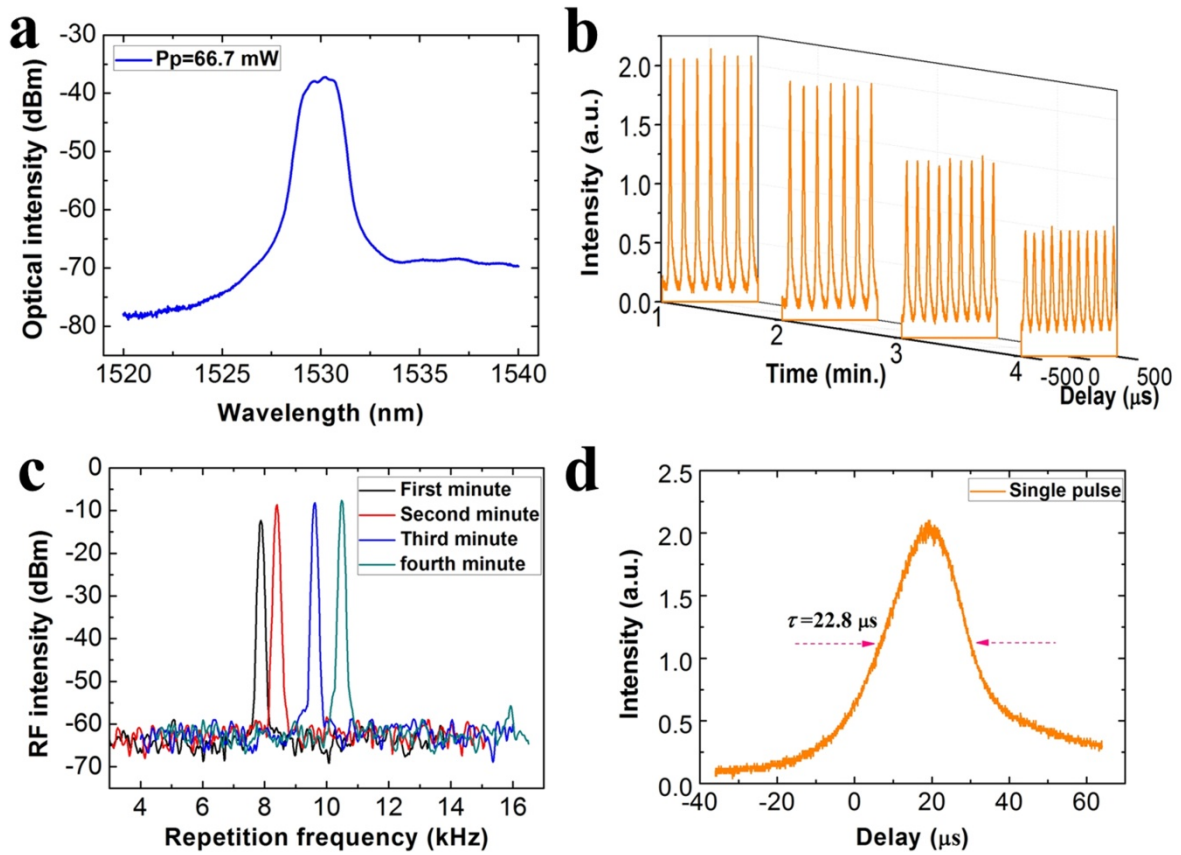 a
Pp=66.7 mW
Optical intensity (dBm)
-30
-40
-50
-60
-70
-80
1520 1525 1530 1535 1540
Wavelength (nm)
b
Intensity (a.u.)
2.0
1.5
1.0
0.5
0.0
1 2 3 4
Time (min.)
-500 0 500
Delay (μs)
c
First minute
Second minute
Third minute
fourth minute
RF intensity (dBm)
0
-10
-20
-30
-40
-50
-60
-70
4 6 8 10 12 14 16
Repetition frequency (kHz)
d
Single pulse
τ=22.8 μs
Intensity (a.u.)
2.5
2.0
1.5
1.0
0.5
0.0
-40 -20 0 20 40 60
Delay (μs)